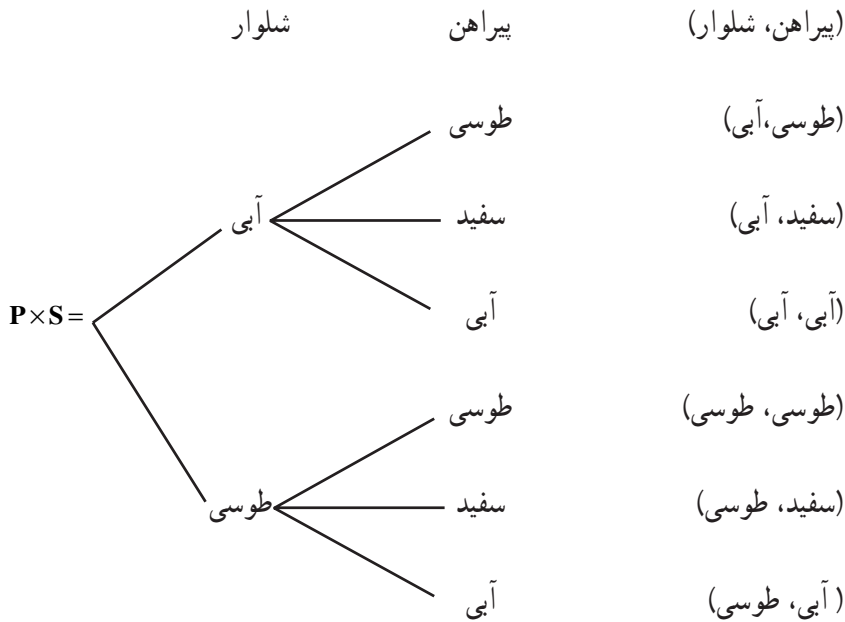 (پیراهن، شلوار) پیراهن شلوار
(طوسی،آبی) طوسی
(سفید، آبی) سفید آبی
(آبی، آبی) آبی
P×S=
(طوسی، طوسی) طوسی
(سفید، طوسی) سفید طوسی
( آبی، طوسی) آبی